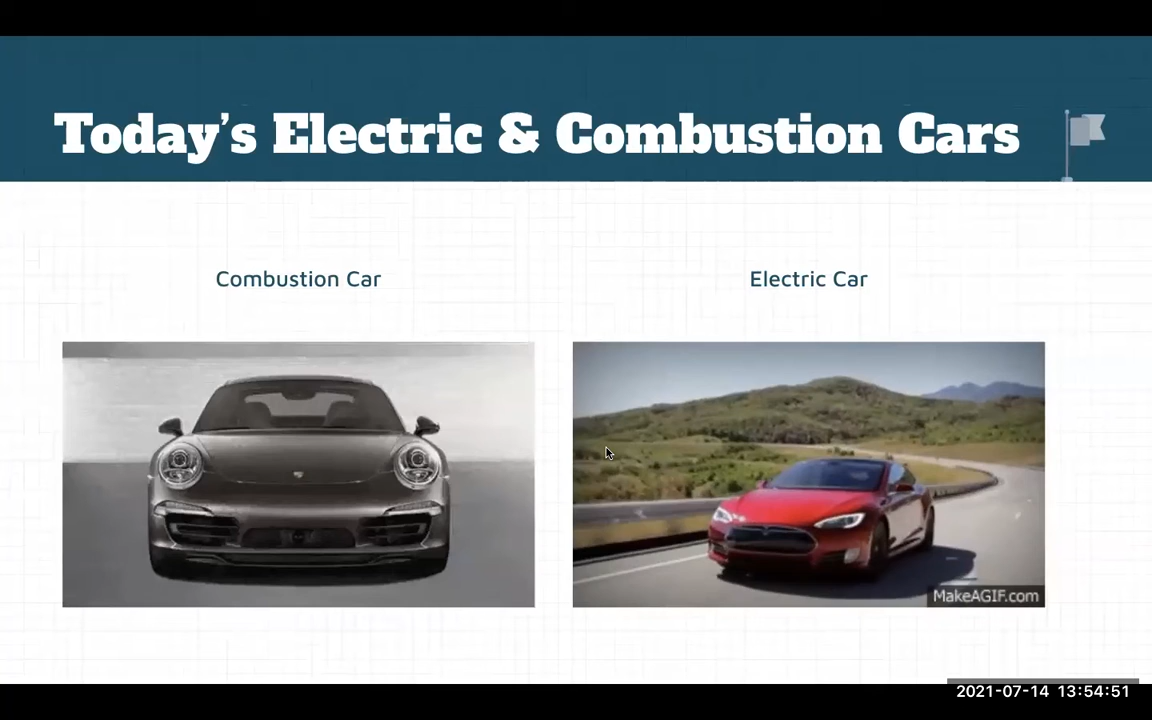 Today's Electric & Combustion Cars
Combustion Car
Electric Car
MakeAGIF.com
2021-07-14 13:54:51